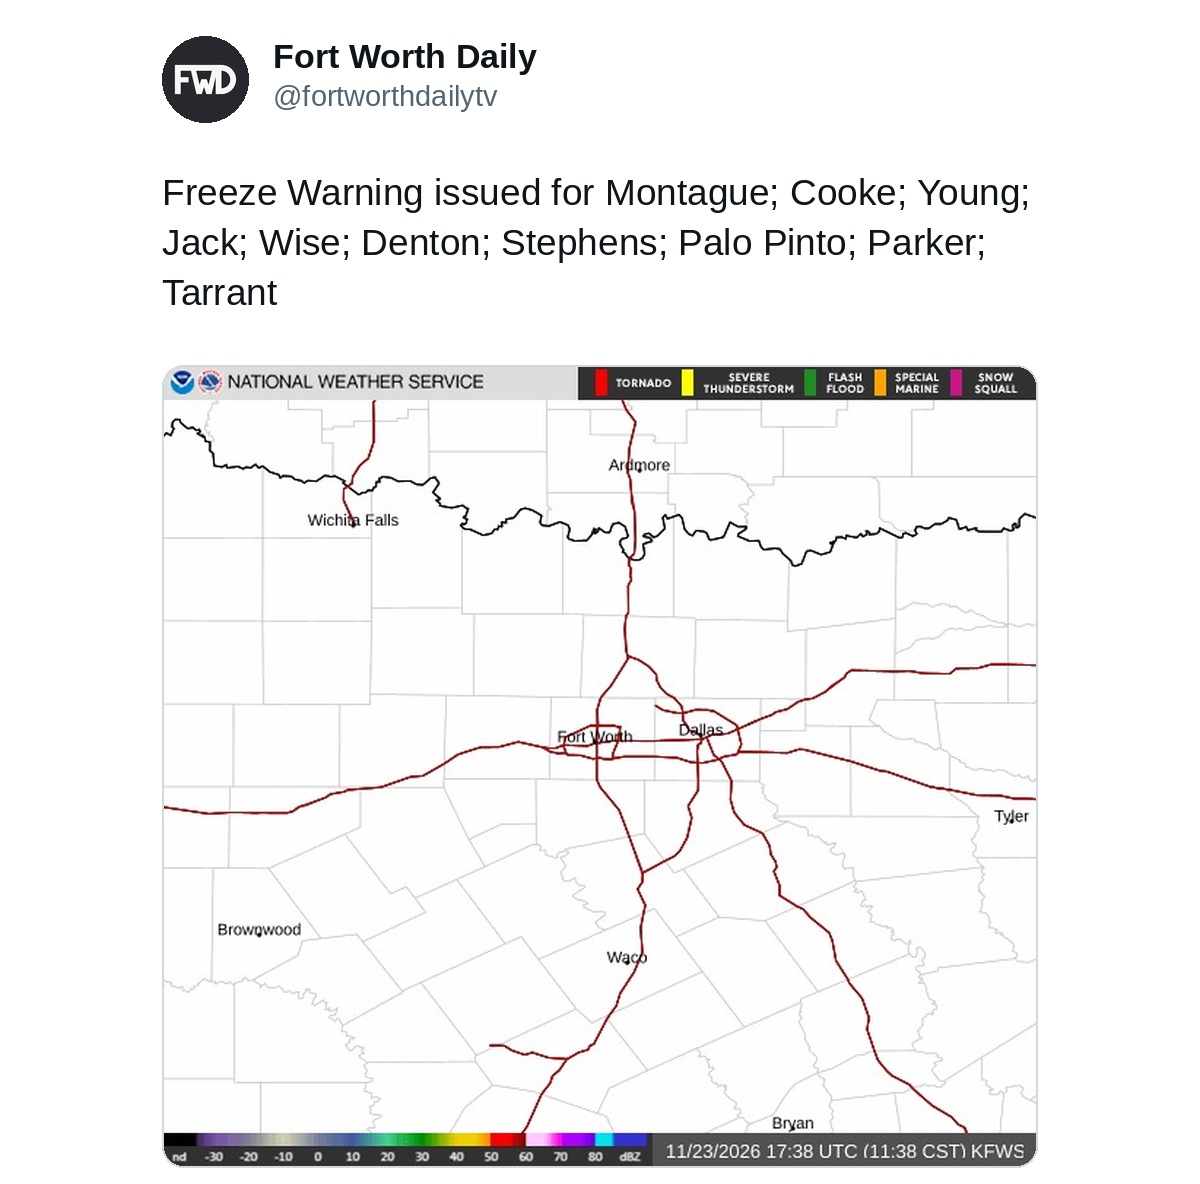 FWD
Fort Worth Daily
@fortworthdailytv
Freeze Warning issued for Montague; Cooke; Young;
Jack; Wise; Denton; Stephens; Palo Pinto; Parker;
Tarrant
NATIONAL WEATHER SERVICE
TORNADO
SEVERE
THUNDERSTORM
FLASH
FLOOD
SPECIAL
MARINE
SNOW
SQUALL
Ardmore
Wichita Falls
Fort Worth
Dallas
Tyler
Brownwood
Waco
Bryan
nd -30 -20 -10 0 10 20 30 40 50 60 70 80 dBZ
11/23/2026 17:38 UTC (11:38 CST) KFWS